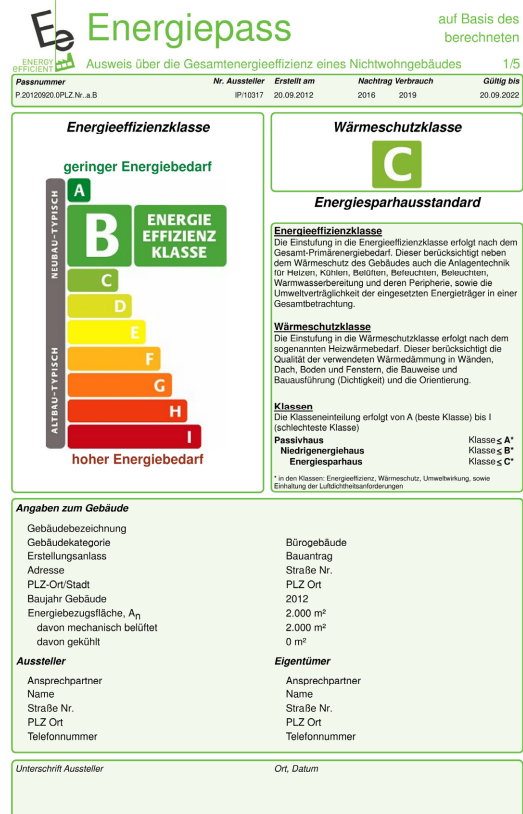 Ee
ENERGY
eFFICIENT
Energiepass
auf Basis des
berechneten
Ausweis über die Gesamtenergieeffizienz eines Nichtwohngebäudes 1/5
Passnummer Nr. Aussteller Erstellt am Nachtrag Verbrauch Gültig bis
P.20120920.0PLZ.Nr..a.B IP/10317 20.09.2012 2016 2019 20.09.2022
Energieeffizienzklasse
geringer Energiebedarf
NEUBAU-TYPISCH
ALTBAU-TYPISCH
A
B
ENERGIE
EFFIZIENZ
KLASSE
C
D
E
F
G
H
I
hoher Energiebedarf
Wärmeschutzklasse
C
Energiesparhausstandard
Energieeffizienzklasse
Die Einstufung in die Energieeffizienzklasse erfolgt nach dem
Gesamt-Primärenergiebedarf. Dieser berücksichtigt neben
dem Wärmeschutz des Gebäudes auch die Anlagentechnik
für Heizen, Kühlen, Belüften, Befeuchten, Beleuchten,
Warmwasserbereitung und deren Peripherie, sowie die
Umweltverträglichkeit der eingesetzten Energieträger in einer
Gesamtbetrachtung.
Wärmeschutzklasse
Die Einstufung in die Wärmeschutzklasse erfolgt nach dem
sogenannten Heizwärmebedarf. Dieser berücksichtigt die
Qualität der verwendeten Wärmedämmung in Wänden,
Dach, Boden und Fenstern, die Bauweise und
Bauausführung (Dichtigkeit) und die Orientierung.
Klassen
Die Klasseneinteilung erfolgt von A (beste Klasse) bis I
(schlechteste Klasse)
Passivhaus Klasse ≤ A*
Niedrigenergiehaus Klasse ≤ B*
Energiesparhaus Klasse ≤ C*
* in den Klassen: Energieeffizienz, Wärmeschutz, Umweltwirkung, sowie
Einhaltung der Luftdichtheitsanforderungen
Angaben zum Gebäude
Gebäudebezeichnung
Gebäudekategorie Bürogebäude
Erstellungsanlass Bauantrag
Adresse Straße Nr.
PLZ-Ort/Stadt PLZ Ort
Baujahr Gebäude 2012
Energiebezugsfläche, An 2.000 m²
davon mechanisch belüftet 2.000 m²
davon gekühlt 0 m²
Aussteller Eigentümer
Ansprechpartner Ansprechpartner
Name Name
Straße Nr. Straße Nr.
PLZ Ort PLZ Ort
Telefonnummer Telefonnummer
Unterschrift Aussteller Ort, Datum